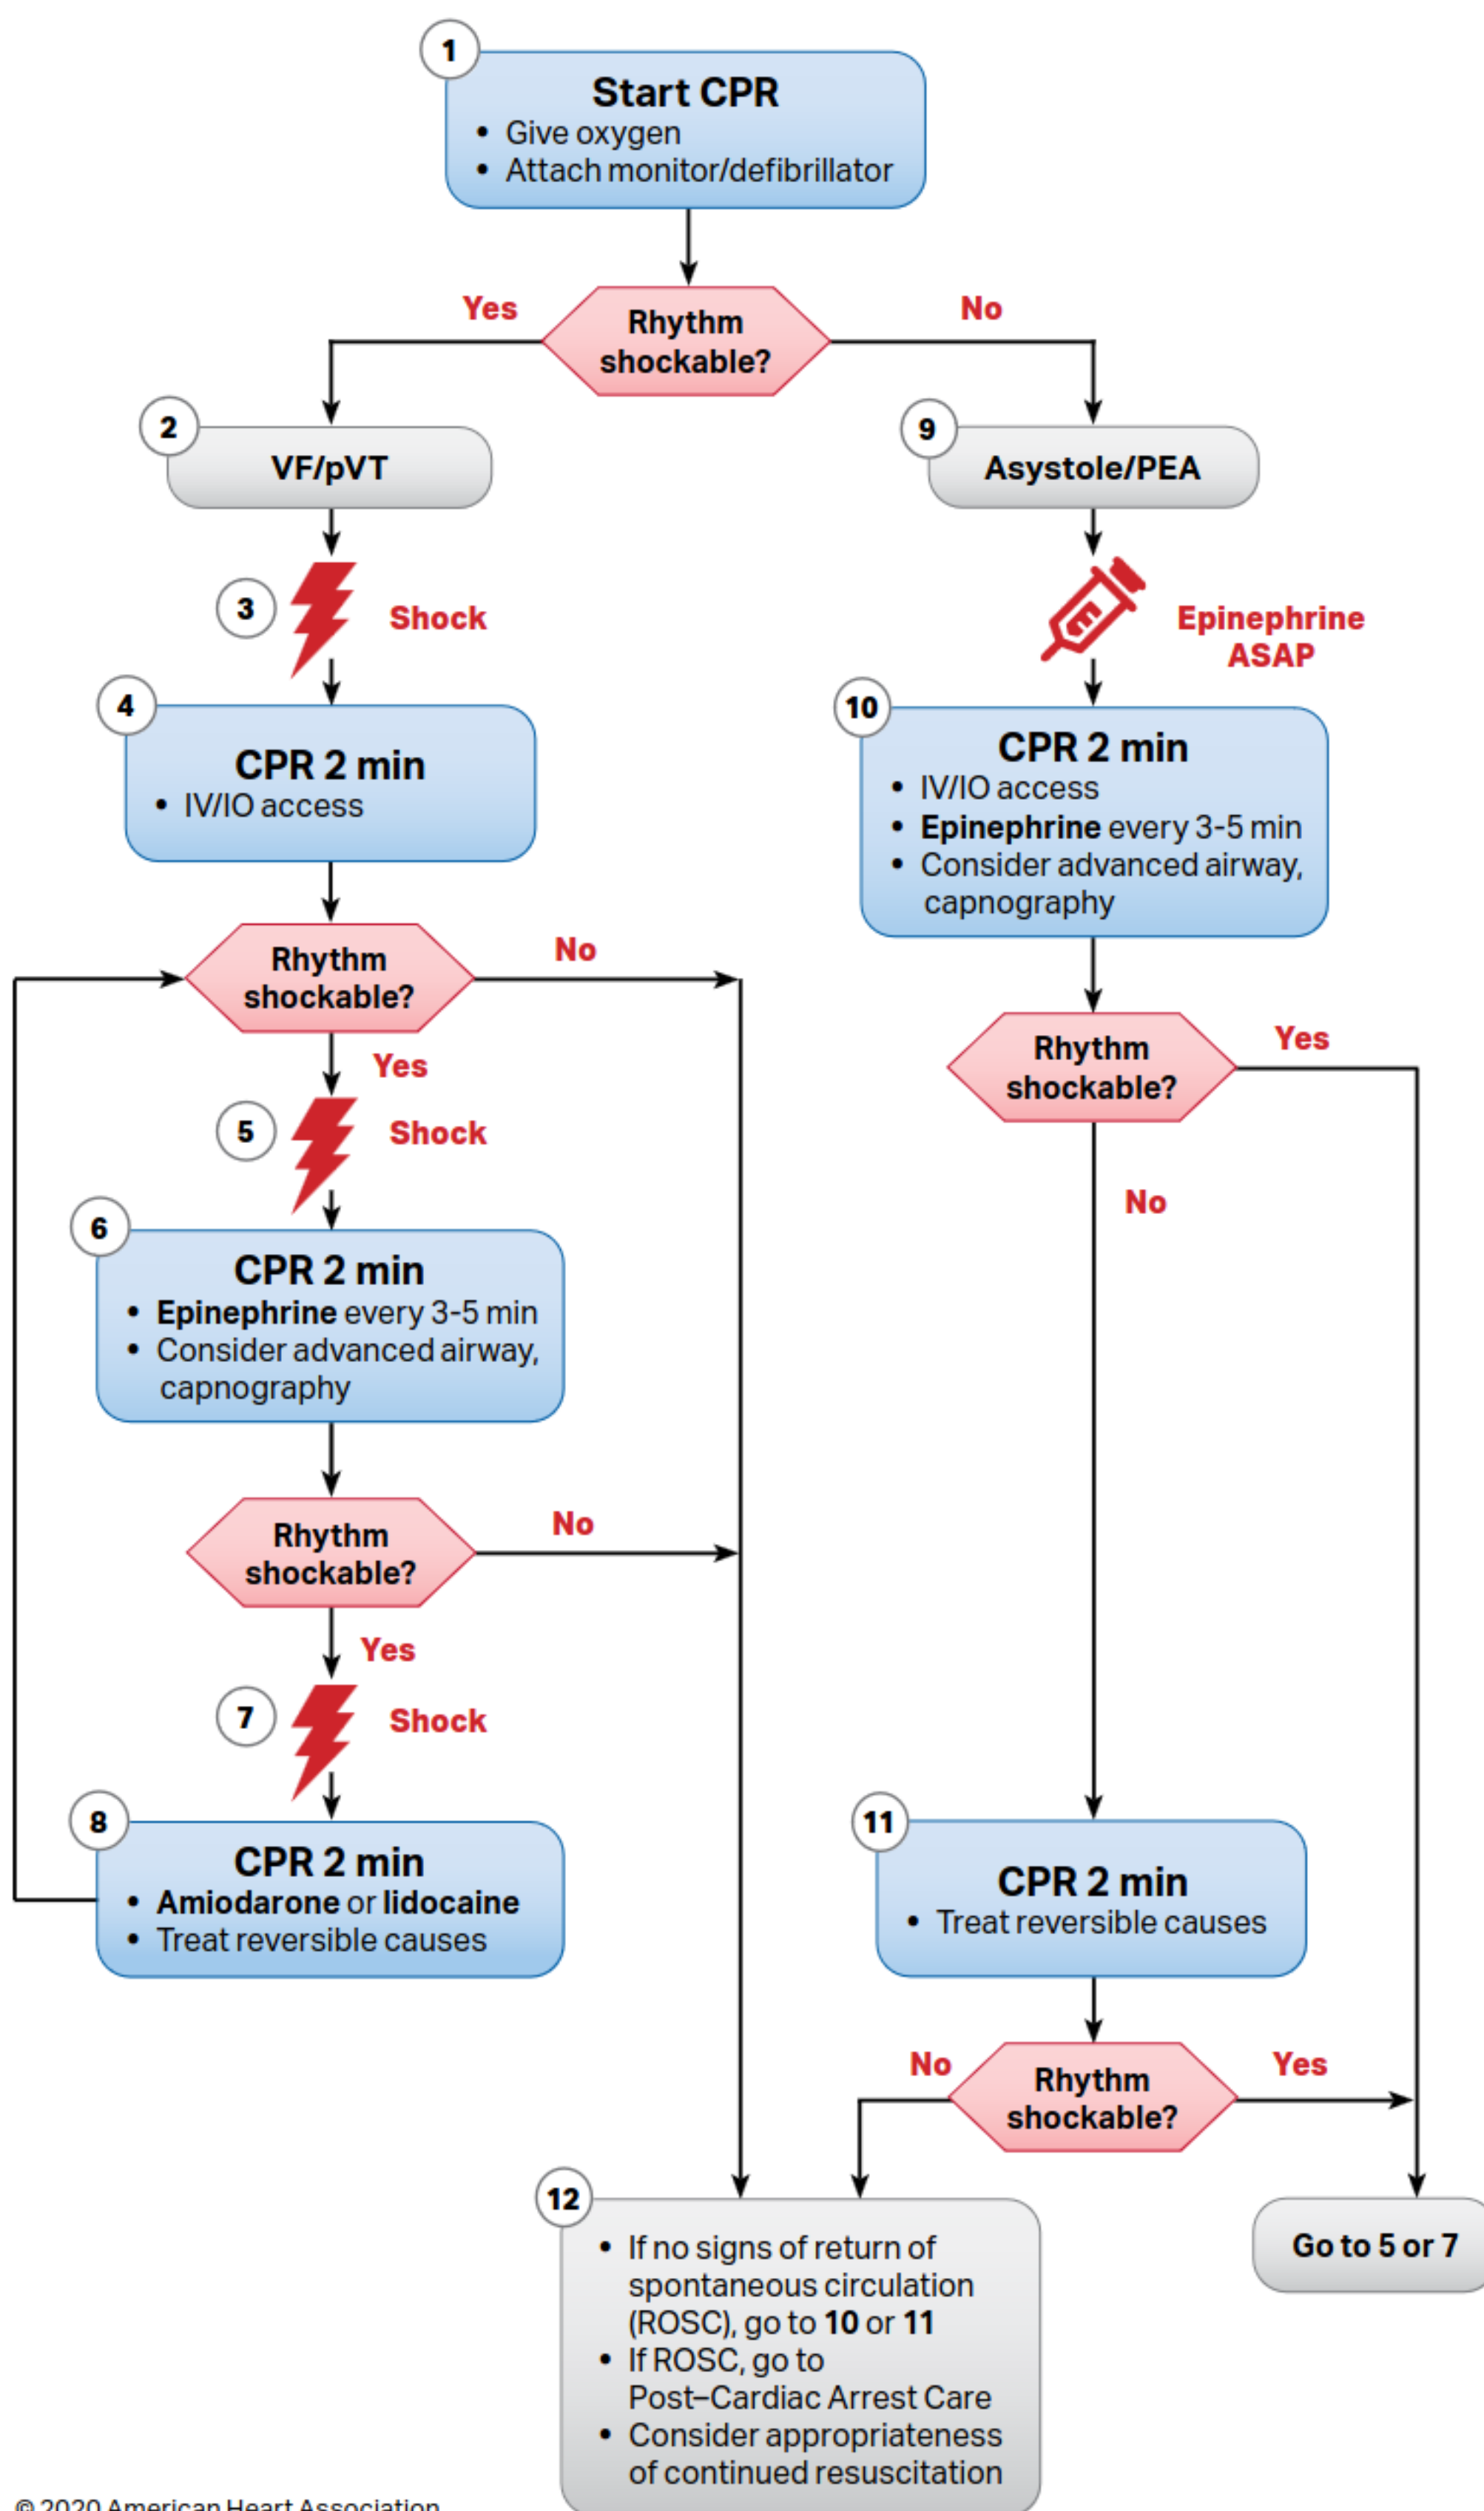 1
Start CPR
• Give oxygen
• Attach monitor/defibrillator
Rhythm
shockable?
Yes
No
2
VF/pVT
3
Shock
4
CPR 2 min
• IV/IO access
Rhythm
shockable?
No
Yes
5
Shock
6
CPR 2 min
• Epinephrine every 3-5 min
• Consider advanced airway,
capnography
Rhythm
shockable?
No
Yes
7
Shock
8
CPR 2 min
• Amiodarone or lidocaine
• Treat reversible causes
9
Asystole/PEA
E
Epinephrine
ASAP
10
CPR 2 min
• IV/IO access
• Epinephrine every 3-5 min
• Consider advanced airway,
capnography
Rhythm
shockable?
Yes
No
11
CPR 2 min
• Treat reversible causes
Rhythm
shockable?
No
Yes
12
• If no signs of return of
spontaneous circulation
(ROSC), go to 10 or 11
• If ROSC, go to
Post–Cardiac Arrest Care
• Consider appropriateness
of continued resuscitation
Go to 5 or 7
© 2020 American Heart Association